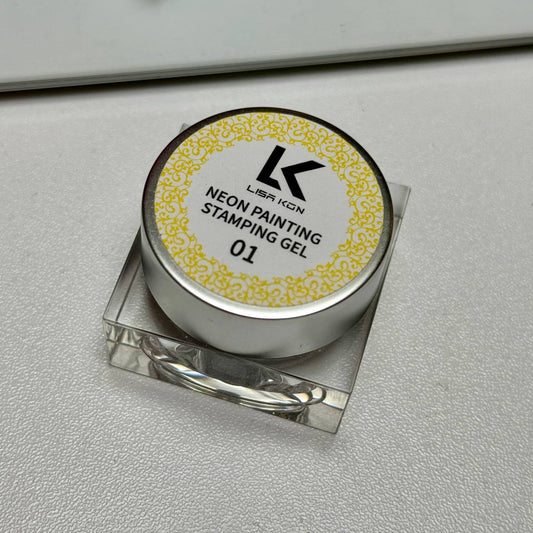 LK
LISA KON
NEON PAINTING
STAMPING GEL
01